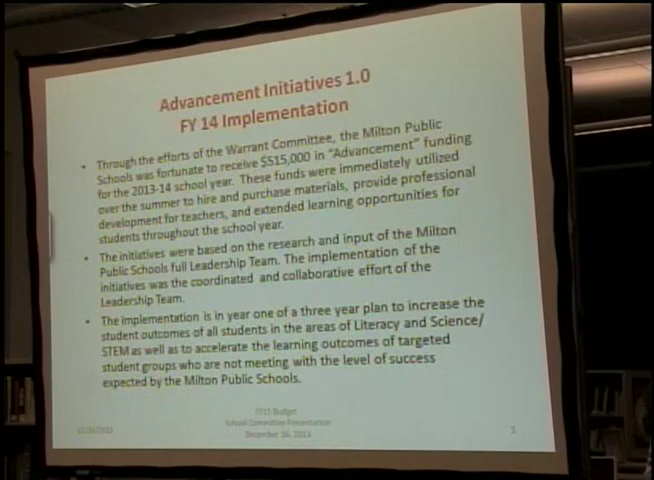 Advancement Initiatives 1.0
FY 14 Implementation
• Through the efforts of the Warrant Committee, the Milton Public
Schools was fortunate to receive $515,000 in "Advancement" funding
for the 2013-14 school year. These funds were immediately utilized
over the summer to hire and purchase materials, provide professional
development for teachers, and extended learning opportunities for
students throughout the school year.
• The initiatives were based on the research and input of the Milton
Public Schools full Leadership Team. The implementation of the
initiatives was the coordinated and collaborative effort of the
Leadership Team.
• The implementation is in year one of a three year plan to increase the
student outcomes of all students in the areas of Literacy and Science/
STEM as well as to accelerate the learning outcomes of targeted
student groups who are not meeting with the level of success
expected by the Milton Public Schools.
FY15 Budget
School Committee Presentation
December 16, 2013
3